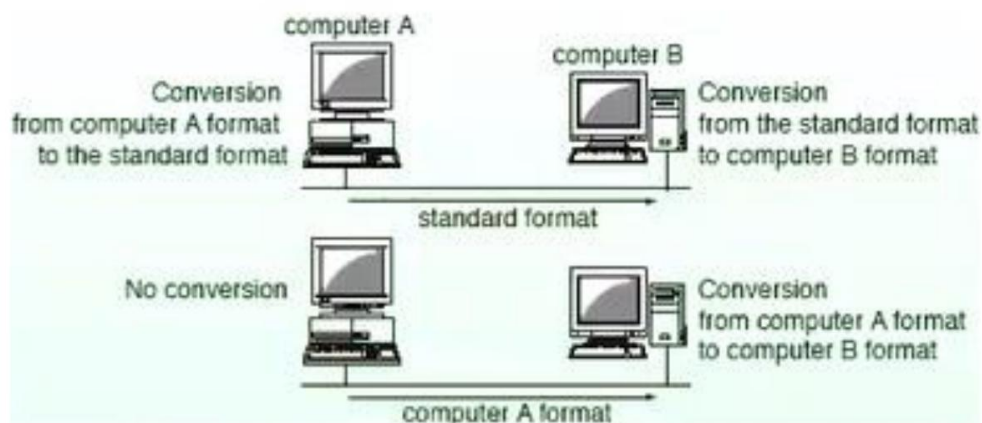 computer A
computer B
Conversion
from computer A format
to the standard format
Conversion
from the standard format
to computer B format
standard format
No conversion
Conversion
from computer A format
to computer B format
computer A format